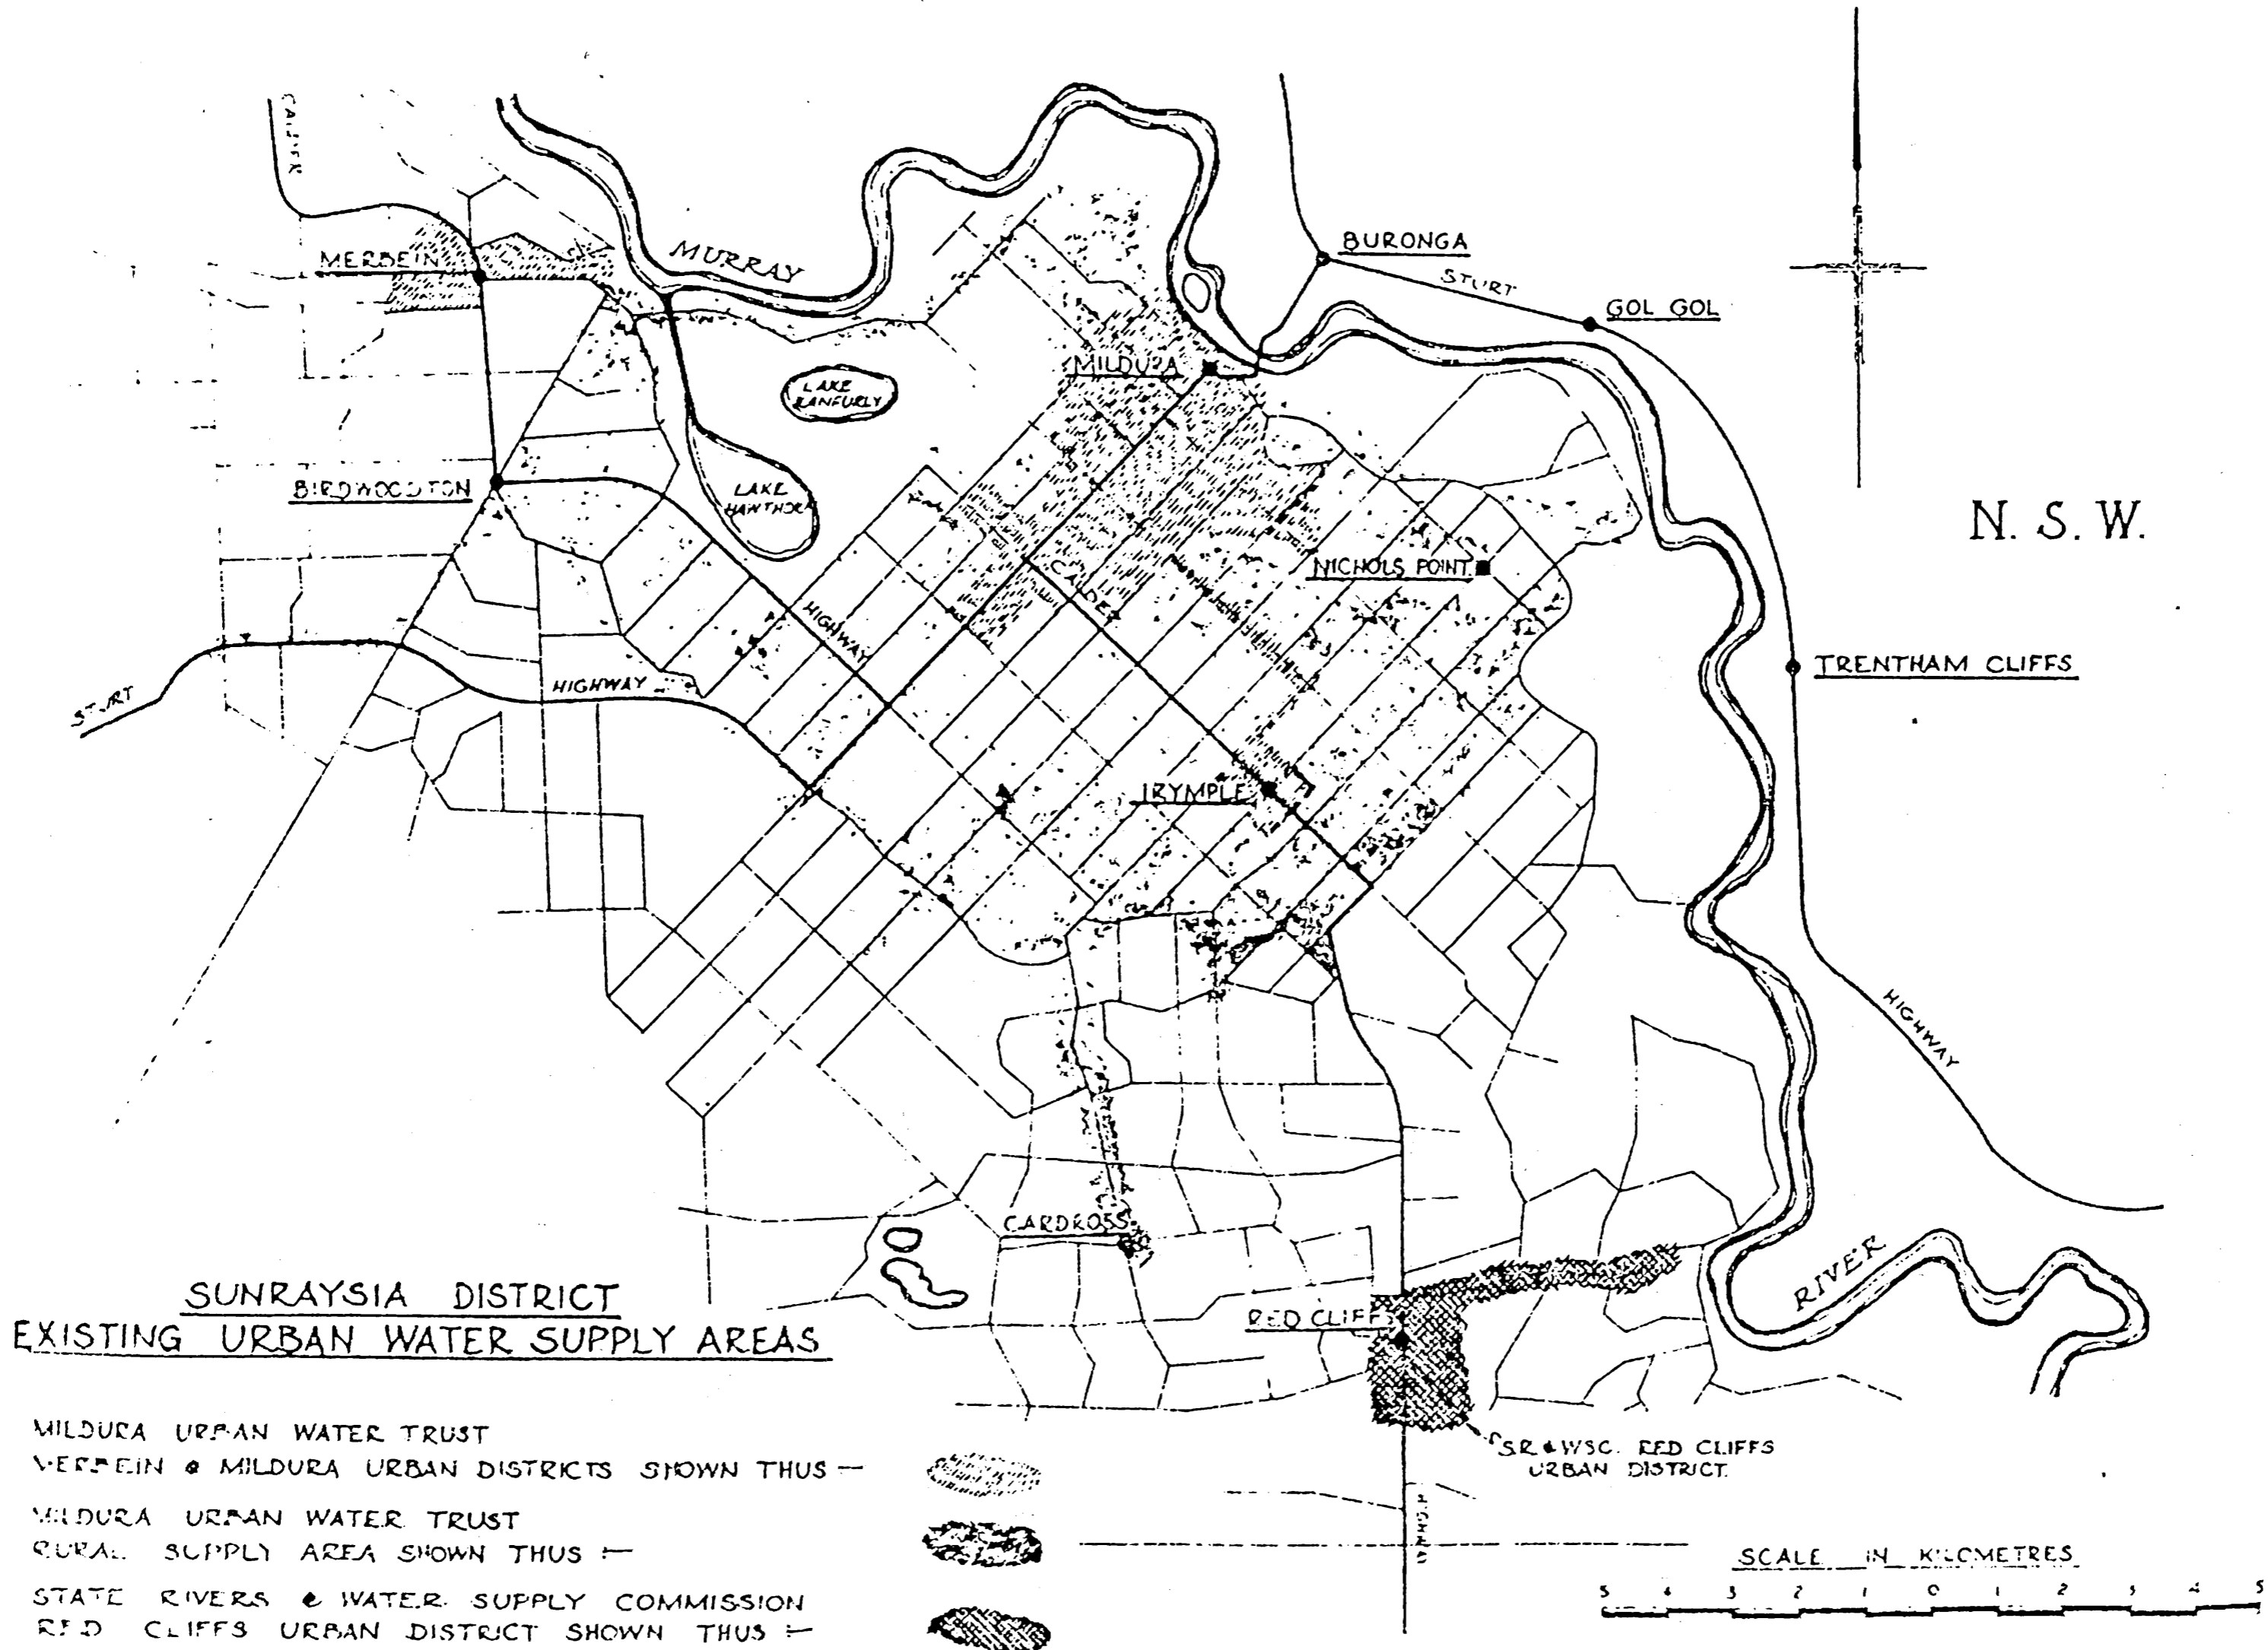 CALDER
MURRAY
MERBEIN
BURONGA
STURT
GOL GOL
MILDURA
LAKE
RANFURLY
BIRDWOODTON
LAKE
HAWTHORN
N. S. W.
NICHOLS POINT
CALDER
HIGHWAY
HIGHWAY
STURT
TRENTHAM CLIFFS
IRYMPLE
HIGHWAY
CARDROSS
RIVER
RED CLIFFS
SUNRAYSIA DISTRICT
EXISTING URBAN WATER SUPPLY AREAS
MILDURA URBAN WATER TRUST
MERBEIN & MILDURA URBAN DISTRICTS SHOWN THUS :-
MILDURA URBAN WATER TRUST
RURAL SUPPLY AREA SHOWN THUS :-
STATE RIVERS & WATER SUPPLY COMMISSION
RED CLIFFS URBAN DISTRICT SHOWN THUS :-
S.R. & W.S.C. RED CLIFFS
URBAN DISTRICT.
HIGHWAY
SCALE IN KILOMETRES
5 4 3 2 1 0 1 2 3 4 5